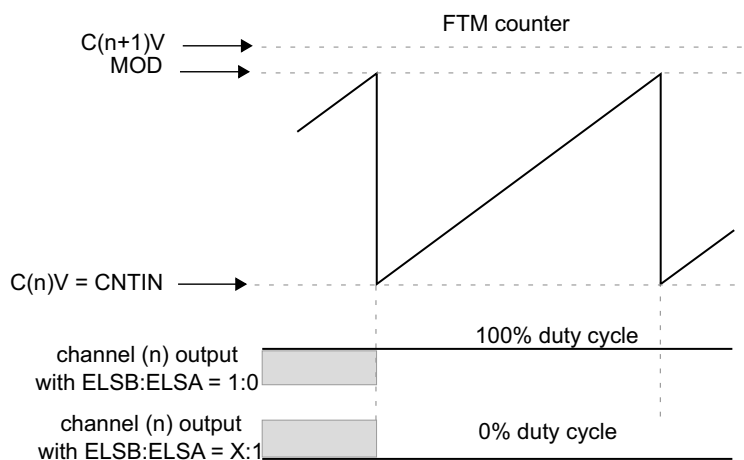 FTM counter
C(n+1)V
MOD
C(n)V = CNTIN
100% duty cycle
channel (n) output
with ELSB:ELSA = 1:0
channel (n) output
with ELSB:ELSA = X:1
0% duty cycle